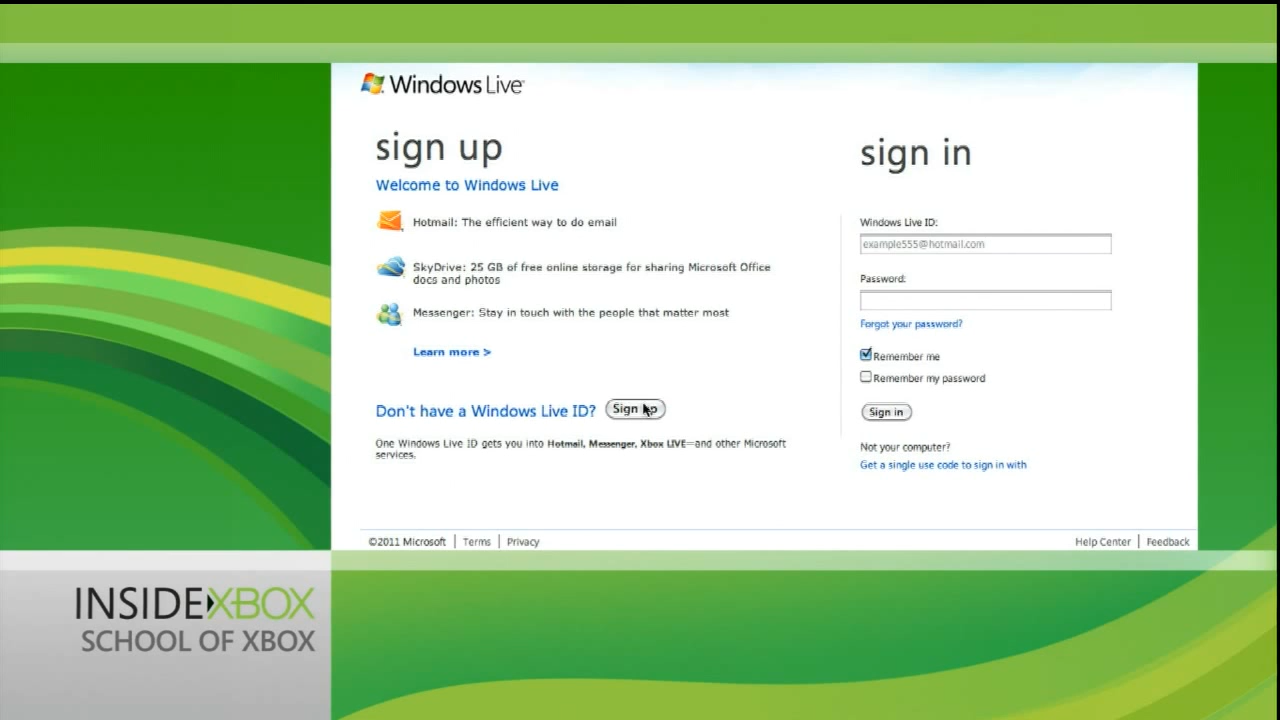 Windows Live™
sign up
Welcome to Windows Live
Hotmail: The efficient way to do email
SkyDrive: 25 GB of free online storage for sharing Microsoft Office
docs and photos
Messenger: Stay in touch with the people that matter most
Learn more >
Don't have a Windows Live ID? Sign up
One Windows Live ID gets you into Hotmail, Messenger, Xbox LIVE—and other Microsoft
services.
sign in
Windows Live ID:
example555@hotmail.com
Password:
Forgot your password?
Remember me
Remember my password
Sign in
Not your computer?
Get a single use code to sign in with
©2011 Microsoft | Terms | Privacy
Help Center | Feedback
INSIDE XBOX
SCHOOL OF XBOX